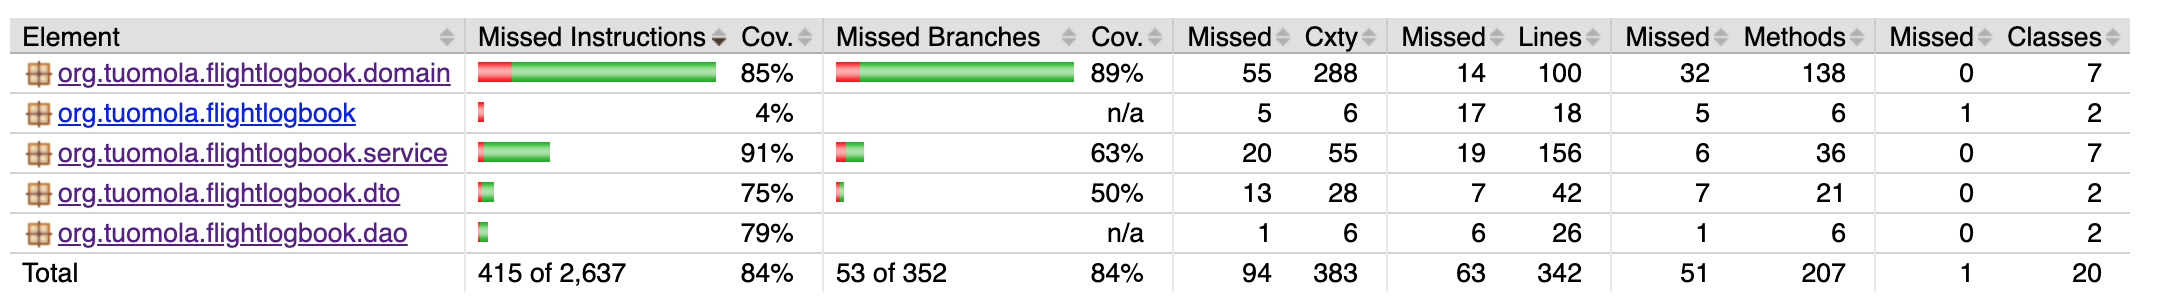 Element Missed Instructions Cov. Missed Branches Cov. Missed Cxty Missed Lines Missed Methods Missed Classes
org.tuomola.flightlogbook.domain 85% 89% 55 288 14 100 32 138 0 7
org.tuomola.flightlogbook 4% n/a 5 6 17 18 5 6 1 2
org.tuomola.flightlogbook.service 91% 63% 20 55 19 156 6 36 0 7
org.tuomola.flightlogbook.dto 75% 50% 13 28 7 42 7 21 0 2
org.tuomola.flightlogbook.dao 79% n/a 1 6 6 26 1 6 0 2
Total 415 of 2,637 84% 53 of 352 84% 94 383 63 342 51 207 1 20